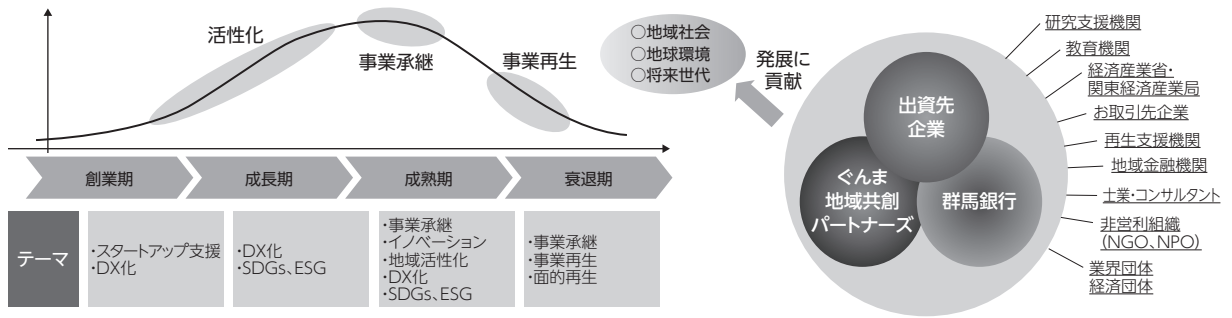 活性化
事業承継
事業再生
創業期
成長期
成熟期
衰退期
テーマ
・スタートアップ支援
・DX化
・DX化
・SDGs、ESG
・事業承継
・イノベーション
・地域活性化
・DX化
・SDGs、ESG
・事業承継
・事業再生
・面的再生
○地域社会
○地球環境
○将来世代
発展に
貢献
出資先
企業
ぐんま
地域共創
パートナーズ
群馬銀行
研究支援機関
教育機関
経済産業省・
関東経済産業局
お取引先企業
再生支援機関
地域金融機関
士業・コンサルタント
非営利組織
(NGO、NPO)
業界団体
経済団体